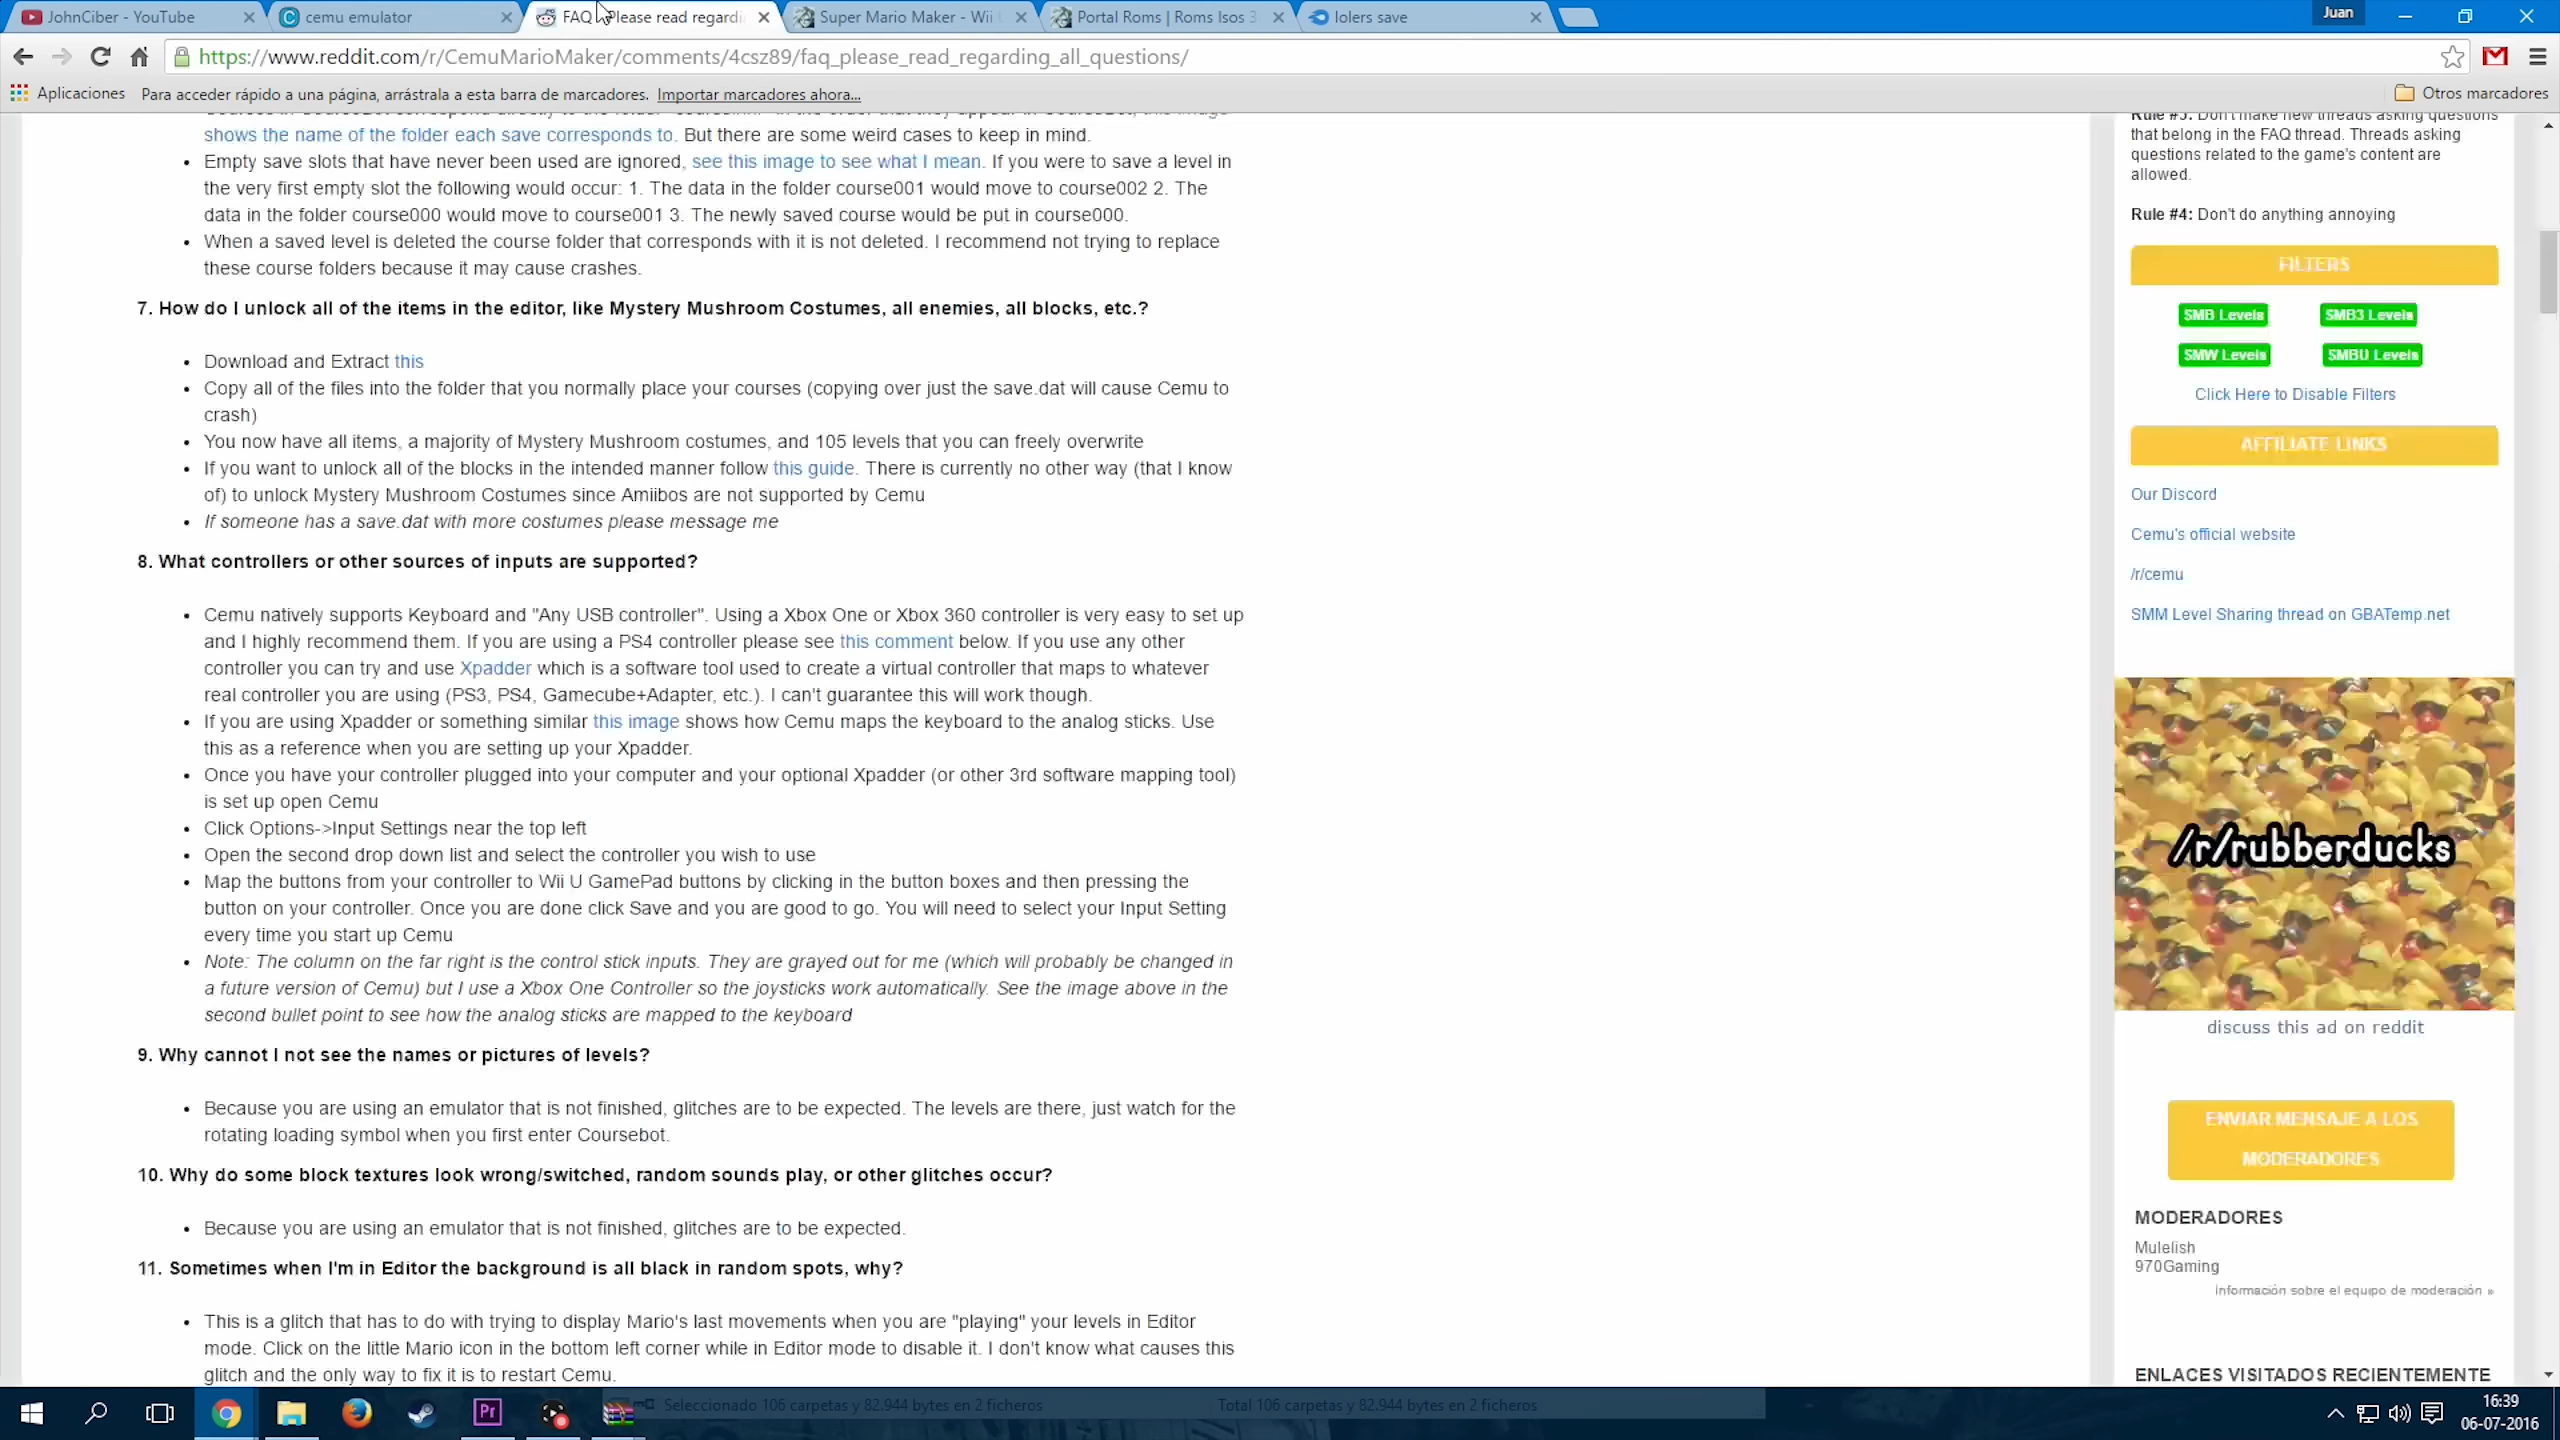 JohnCiber - YouTube
cemu emulator
FAQ Please read regardi
Super Mario Maker - Wii
Portal Roms | Roms Isos
lolers save
Juan
https://www.reddit.com/r/CemuMarioMaker/comments/4csz89/faq_please_read_regarding_all_questions/
Aplicaciones
Para acceder rápido a una página, arrástrala a esta barra de marcadores. Importar marcadores ahora...
Otros marcadores
shows the name of the folder each save corresponds to. But there are some weird cases to keep in mind.
• Empty save slots that have never been used are ignored, see this image to see what I mean. If you were to save a level in
the very first empty slot the following would occur: 1. The data in the folder course001 would move to course002 2. The
data in the folder course000 would move to course001 3. The newly saved course would be put in course000.
• When a saved level is deleted the course folder that corresponds with it is not deleted. I recommend not trying to replace
these course folders because it may cause crashes.
7. How do I unlock all of the items in the editor, like Mystery Mushroom Costumes, all enemies, all blocks, etc.?
• Download and Extract this
• Copy all of the files into the folder that you normally place your courses (copying over just the save.dat will cause Cemu to
crash)
• You now have all items, a majority of Mystery Mushroom costumes, and 105 levels that you can freely overwrite
• If you want to unlock all of the blocks in the intended manner follow this guide. There is currently no other way (that I know
of) to unlock Mystery Mushroom Costumes since Amiibos are not supported by Cemu
• If someone has a save.dat with more costumes please message me
8. What controllers or other sources of inputs are supported?
• Cemu natively supports Keyboard and "Any USB controller". Using a Xbox One or Xbox 360 controller is very easy to set up
and I highly recommend them. If you are using a PS4 controller please see this comment below. If you use any other
controller you can try and use Xpadder which is a software tool used to create a virtual controller that maps to whatever
real controller you are using (PS3, PS4, Gamecube+Adapter, etc.). I can't guarantee this will work though.
• If you are using Xpadder or something similar this image shows how Cemu maps the keyboard to the analog sticks. Use
this as a reference when you are setting up your Xpadder.
• Once you have your controller plugged into your computer and your optional Xpadder (or other 3rd software mapping tool)
is set up open Cemu
• Click Options->Input Settings near the top left
• Open the second drop down list and select the controller you wish to use
• Map the buttons from your controller to Wii U GamePad buttons by clicking in the button boxes and then pressing the
button on your controller. Once you are done click Save and you are good to go. You will need to select your Input Setting
every time you start up Cemu
• Note: The column on the far right is the control stick inputs. They are grayed out for me (which will probably be changed in
a future version of Cemu) but I use a Xbox One Controller so the joysticks work automatically. See the image above in the
second bullet point to see how the analog sticks are mapped to the keyboard
9. Why cannot I not see the names or pictures of levels?
• Because you are using an emulator that is not finished, glitches are to be expected. The levels are there, just watch for the
rotating loading symbol when you first enter Coursebot.
10. Why do some block textures look wrong/switched, random sounds play, or other glitches occur?
• Because you are using an emulator that is not finished, glitches are to be expected.
11. Sometimes when I'm in Editor the background is all black in random spots, why?
• This is a glitch that has to do with trying to display Mario's last movements when you are "playing" your levels in Editor
mode. Click on the little Mario icon in the bottom left corner while in Editor mode to disable it. I don't know what causes this
glitch and the only way to fix it is to restart Cemu.
Rule #3: Don't make new threads asking questions
that belong in the FAQ thread. Threads asking
questions related to the game's content are
allowed.
Rule #4: Don't do anything annoying
FILTERS
SMB Levels
SMB3 Levels
SMW Levels
SMBU Levels
Click Here to Disable Filters
AFFILIATE LINKS
Our Discord
Cemu's official website
/r/cemu
SMM Level Sharing thread on GBATemp.net
/r/rubberducks
discuss this ad on reddit
ENVIAR MENSAJE A LOS
MODERADORES
MODERADORES
Mulelish
970Gaming
Información sobre el equipo de moderación »
ENLACES VISITADOS RECIENTEMENTE
Pr
Seleccionado 106 carpetas y 82.944 bytes en 2 ficheros
Total 106 carpetas y 82.944 bytes en 2 ficheros
16:39
06-07-2016